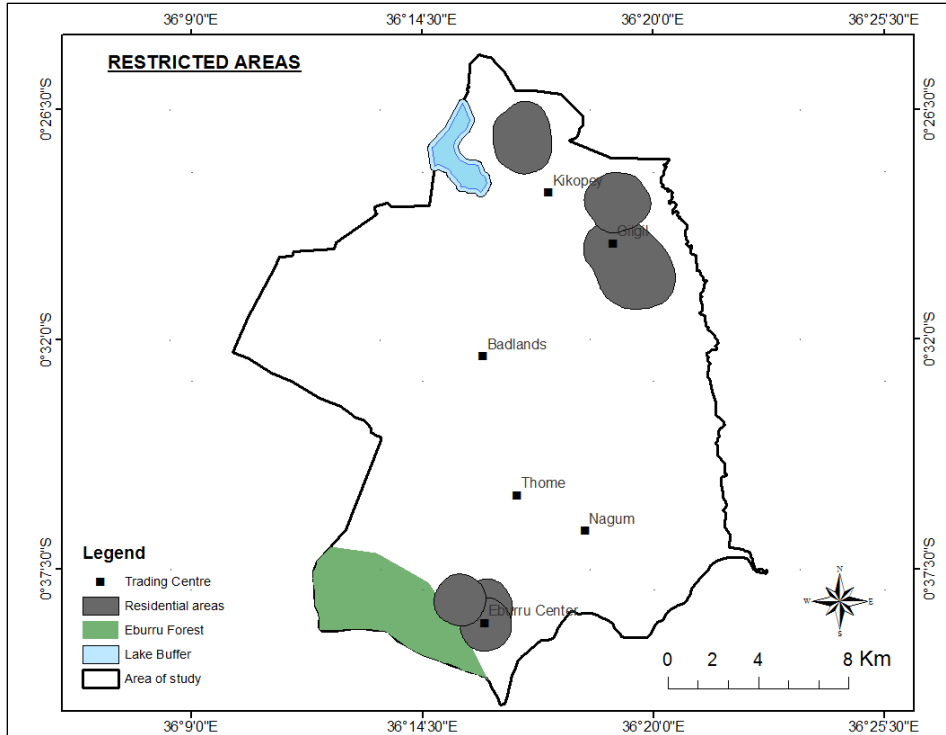 36°9'0"E 36°14'30"E 36°20'0"E 36°25'30"E
RESTRICTED AREAS
0°26'30"S 0°26'30"S
Kikopey
Gilgil
0°32'0"S 0°32'0"S
Badlands
Thome
Nagum
0°37'30"S 0°37'30"S
Eburru Center
Legend
Trading Centre
Residential areas
Eburru Forest
Lake Buffer
Area of study
N
W E
S
0 2 4 8 Km
36°9'0"E 36°14'30"E 36°20'0"E 36°25'30"E